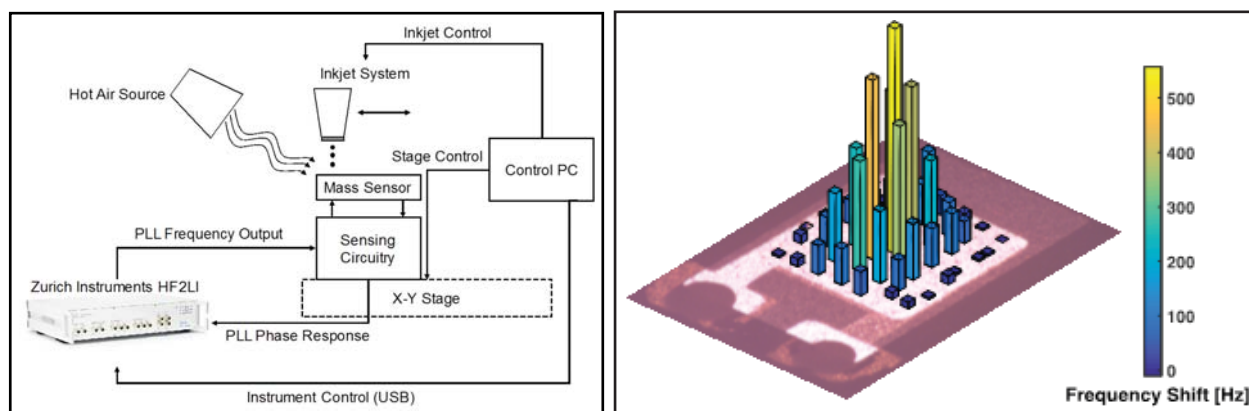 Inkjet Control
Inkjet System
Hot Air Source
Stage Control
Control PC
Mass Sensor
PLL Frequency Output
Sensing
Circuitry
Zurich Instruments HF2LI
X-Y Stage
PLL Phase Response
Instrument Control (USB)
500
400
300
200
100
0
Frequency Shift [Hz]